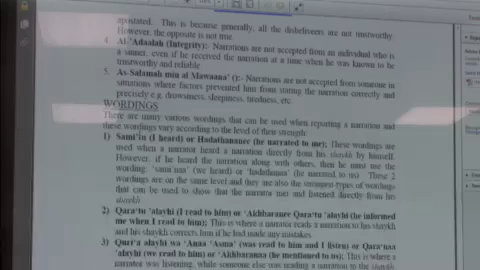 apostated. This is because generally, all the disbelievers are not trustworthy.
However, the opposite is not true.
4. Al-'Adaalah (Integrity):- Narrations are not accepted from an individual who is
a sinner, even if he received the narration at a time when he was known to be
trustworthy and reliable.
5. As Salamah min al Mawaana' ():- Narrations are not accepted from someone in
situations where factors prevented him from stating the narration correctly and
precisely e.g. drowsiness, sleepiness, tiredness, etc.
WORDINGS
There are many various wordings that can be used when reporting a narration and
these wordings vary according to the level of their strength:
1) Sami'tu (I heard) or Hadathanee (he narrated to me); These wordings are
used when a narrator heard a narration directly from his shaykh by himself.
However, if he heard the narration along with others, then he must use the
wording 'sami'naa' (we heard) or 'hadathanaa' (he narrated to us). These 2
wordings are on the same level and they are also the strongest types of wordings
that can be used to show that the narrator met and listened directly from his
shaykh.
2) Qara'tu 'alayhi (I read to him) or 'Akhbaranee Qara'tu 'alayhi (he informed
me when I read to him); This is where a narrator reads a narration to his shaykh
and his shaykh corrects him if he had made any mistakes.
3) Quri'a alayhi wa 'Anaa 'Asma' (was read to him and I listen) or Qara'naa
'alayhi (we read to him) or 'Akhbaranaa (he mentioned to us); This is where a
narrator was listening, while someone else was reading a narration to the shaykh